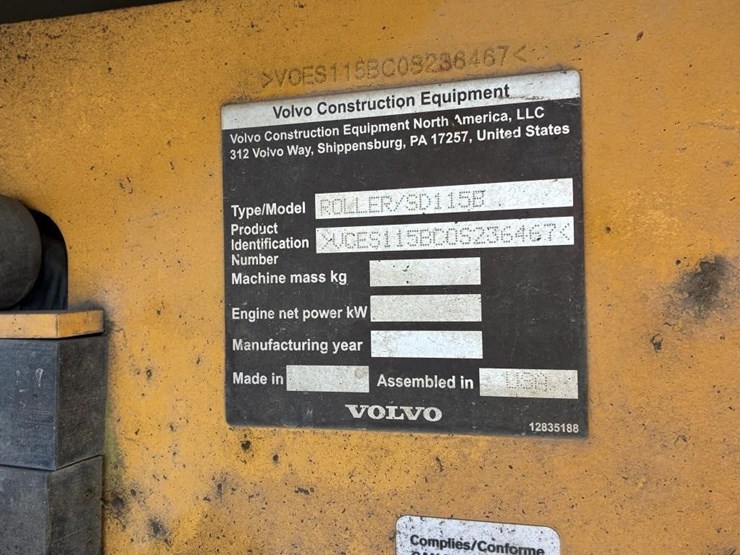 >VCES115BC0S236467<
Volvo Construction Equipment
Volvo Construction Equipment North America, LLC
312 Volvo Way, Shippensburg, PA 17257, United States
Type/Model ROLLER/SD115B
Product
Identification >VCES115BC0S236467<
Number
Machine mass kg
Engine net power kW
Manufacturing year
Made in Assembled in USA
VOLVO
12835188
Complies/Conforme